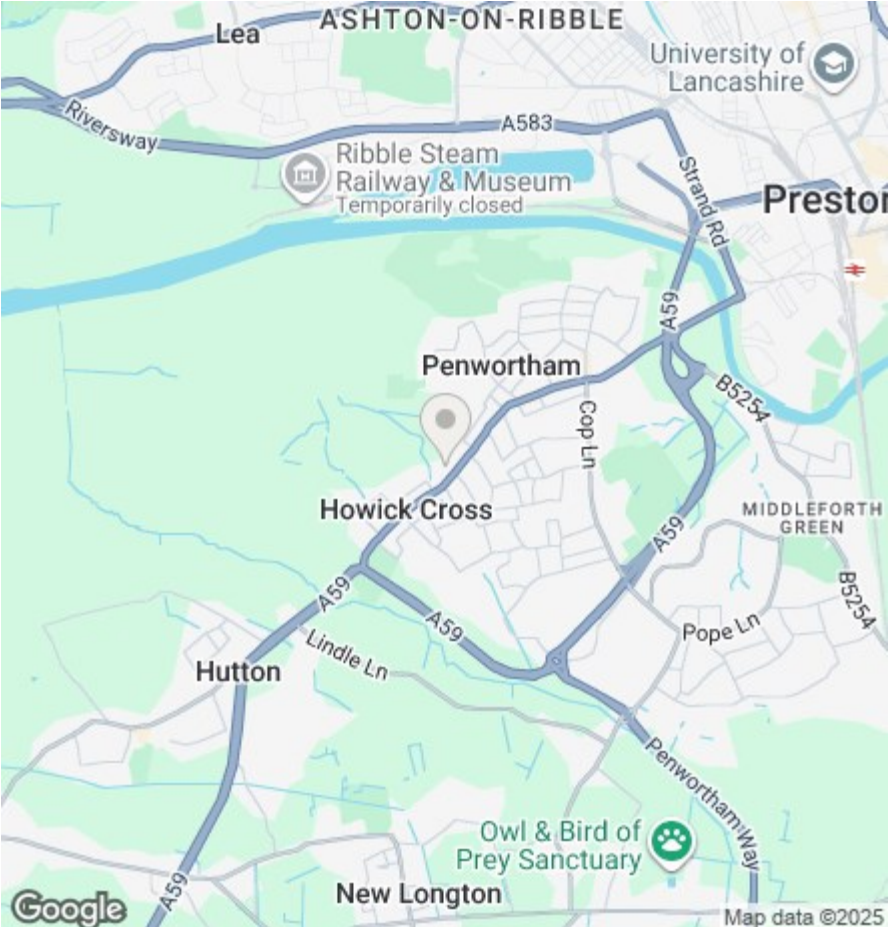 Lea
ASHTON-ON-RIBBLE
University of
Lancashire
Riversway
A583
Ribble Steam
Railway & Museum
Temporarily closed
Strand Rd
Preston
A59
Penwortham
B5254
Cop Ln
Howick Cross
MIDDLEFORTH
GREEN
A59
A59
A59
B5254
Pope Ln
Lindle Ln
Hutton
Penwortham Way
Owl & Bird of
Prey Sanctuary
A59
New Longton
Google
Map data ©2025